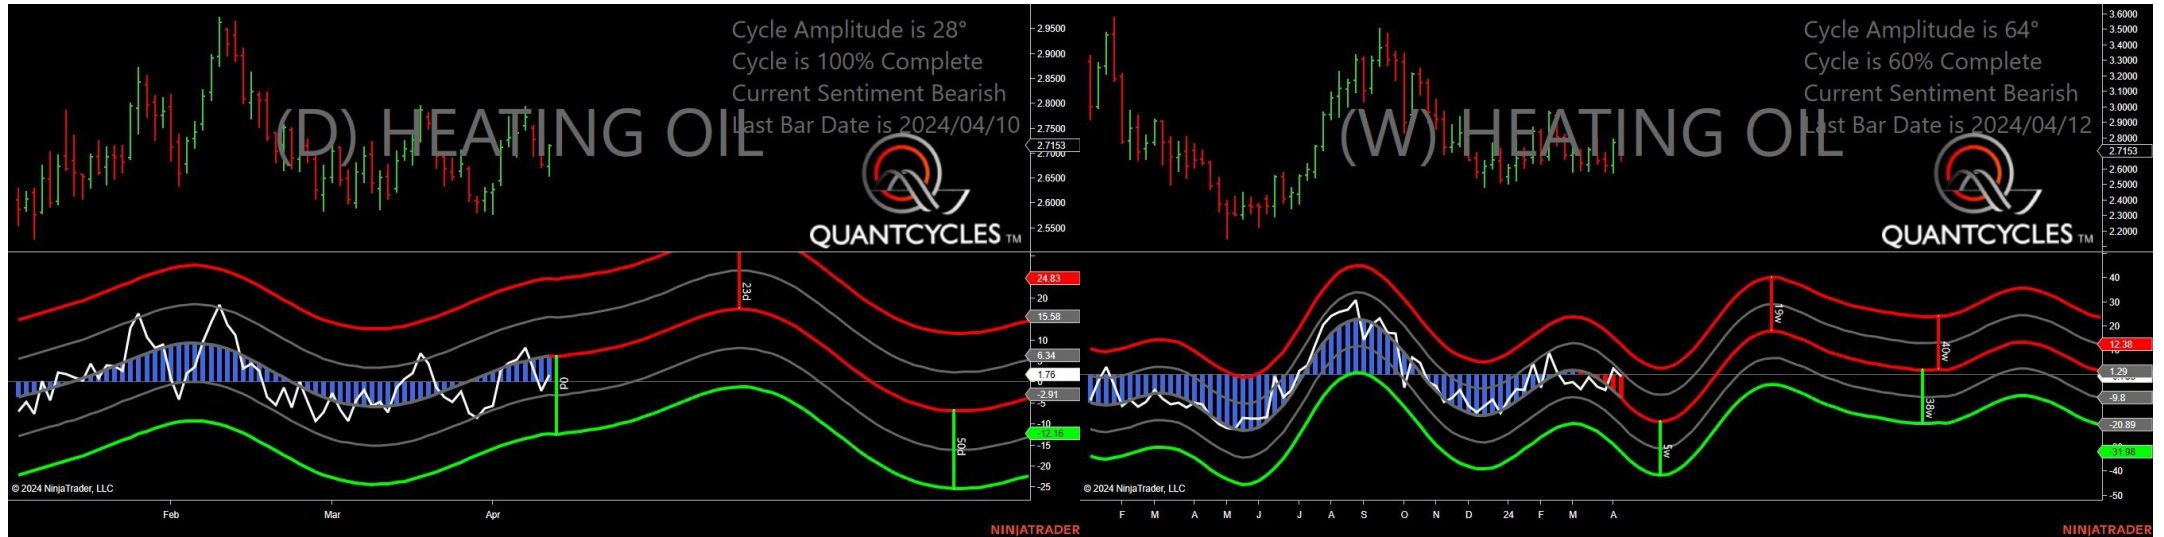 Cycle Amplitude is 28°
Cycle is 100% Complete
Current Sentiment Bearish
Last Bar Date is 2024/04/10
(D) HEATING OIL
QUANTCYCLES TM
2.9500
2.9000
2.8500
2.8000
2.7500
2.7153
2.7000
2.6500
2.6000
2.5500
23d
0d
50d
24.83
20
15.58
10
6.34
1.76
-2.91
-5
-10
-12.16
-15
-20
-25
© 2024 NinjaTrader, LLC
Feb
Mar
Apr
NINJATRADER
Cycle Amplitude is 64°
Cycle is 60% Complete
Current Sentiment Bearish
Last Bar Date is 2024/04/12
(W) HEATING OIL
QUANTCYCLES TM
3.6000
3.5000
3.4000
3.3000
3.2000
3.1000
3.0000
2.9000
2.8000
2.7153
2.6000
2.5000
2.4000
2.3000
2.2000
19w
40w
38w
5w
40
30
20
12.38
10
1.29
-9.8
-20.89
-31.98
-40
-50
© 2024 NinjaTrader, LLC
F M A M J J A S O N D 24 F M A
NINJATRADER